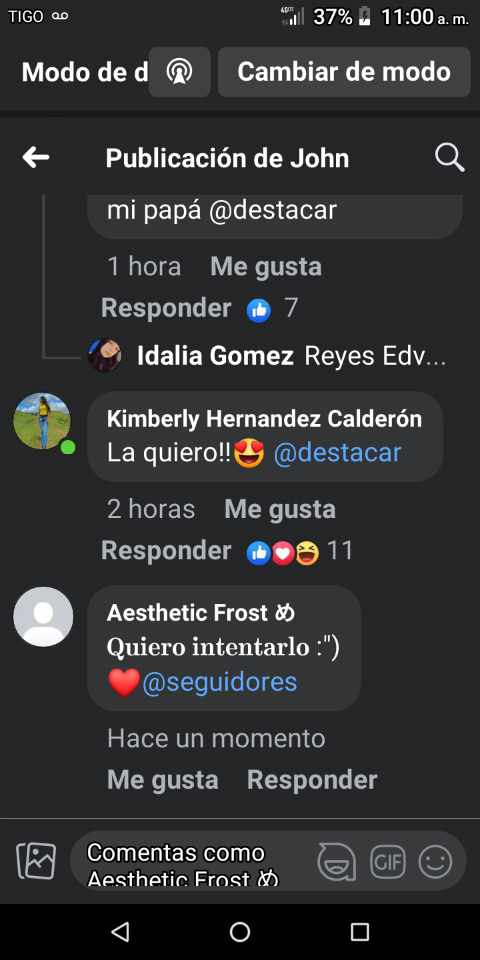 TIGO 4G LTE 37% 11:00 a. m.
Modo de d Cambiar de modo
Publicación de John
mi papá @destacar
1 hora Me gusta
Responder 7
Idalia Gomez Reyes Edv...
Kimberly Hernandez Calderón
La quiero!!😍 @destacar
2 horas Me gusta
Responder 11
Aesthetic Frost め
𝐐𝐮𝐢𝐞𝐫𝐨 𝐢𝐧𝐭𝐞𝐧𝐭𝐚𝐫𝐥𝐨 :")
❤️@seguidores
Hace un momento
Me gusta Responder
Comentas como
Aesthetic Frost め
GIF